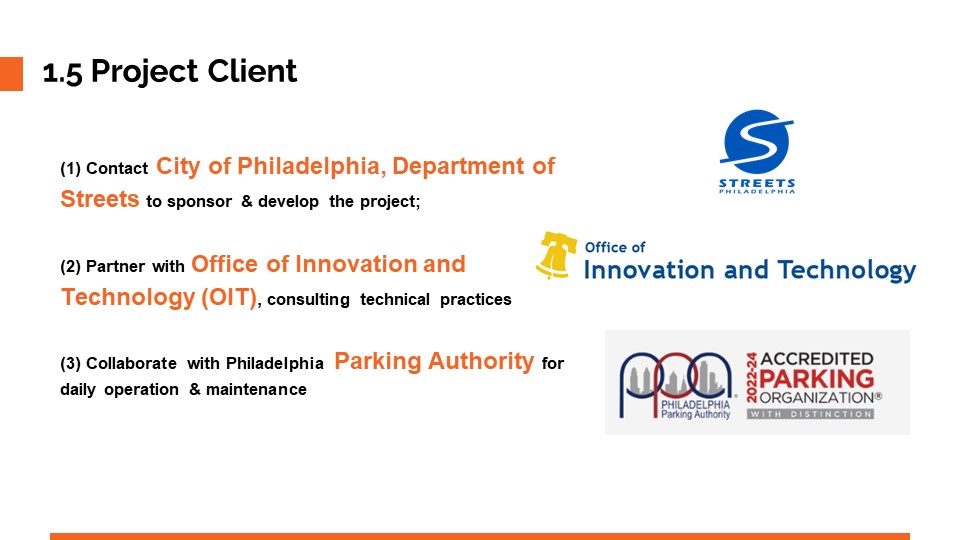 1.5 Project Client
(1) Contact City of Philadelphia, Department of
Streets to sponsor & develop the project;
(2) Partner with Office of Innovation and
Technology (OIT), consulting technical practices
(3) Collaborate with Philadelphia Parking Authority for
daily operation & maintenance
STREETS
PHILADELPHIA
Office of
Innovation and Technology
ppa
PHILADELPHIA
Parking Authority
2022-24
ACCREDITED
PARKING
ORGANIZATION®
WITH DISTINCTION